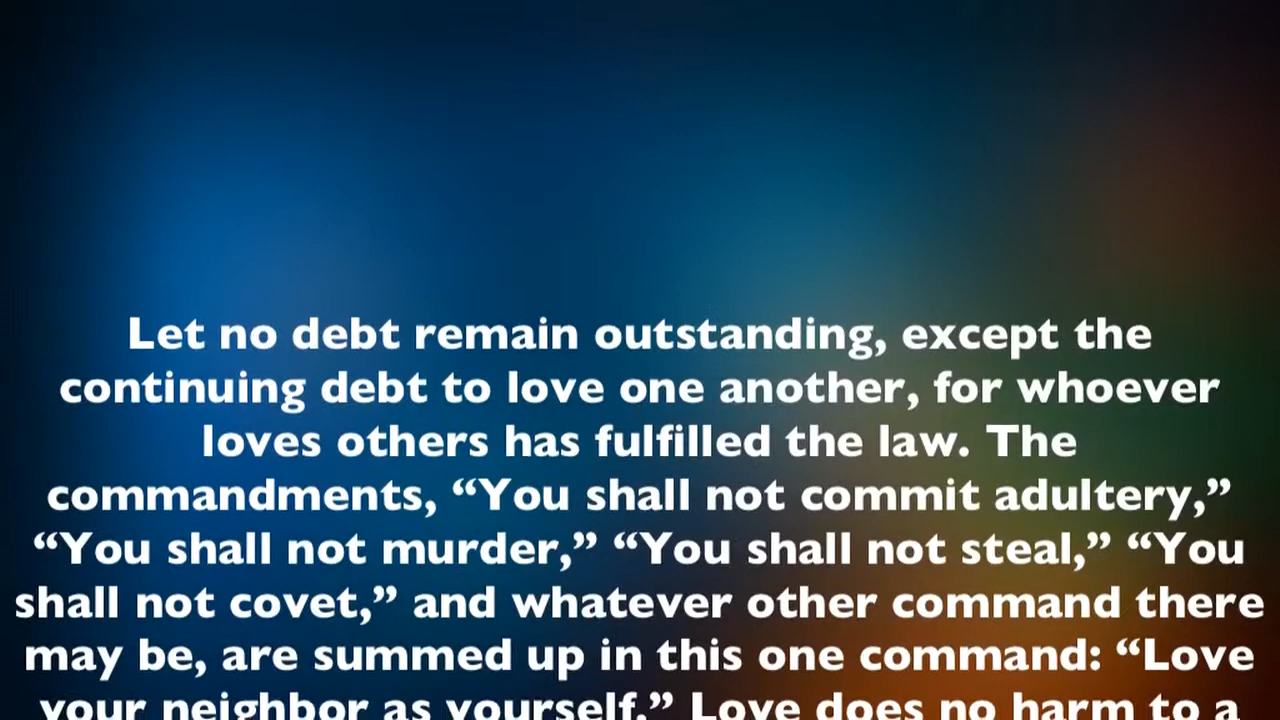 Let no debt remain outstanding, except the
continuing debt to love one another, for whoever
loves others has fulfilled the law. The
commandments, “You shall not commit adultery,”
“You shall not murder,” “You shall not steal,” “You
shall not covet,” and whatever other command there
may be, are summed up in this one command: “Love
your neighbor as yourself.” Love does no harm to a